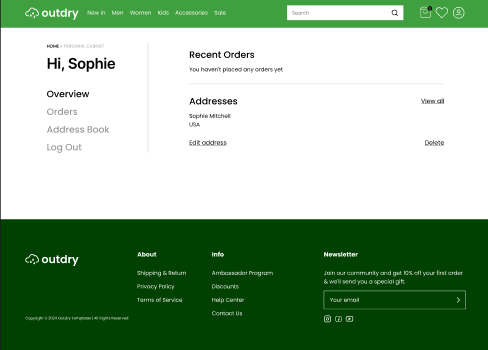 outdry
New in Men Women Kids Accessories Sale
Search
HOME > PERSONAL CABINET
Hi, Sophie
Overview
Orders
Address Book
Log Out
Recent Orders
You haven't placed any orders yet
Addresses
View all
Sophie Mitchell
USA
Edit address
Delete
outdry
Copyright © 2024 Outdry Templates | All Rights Reserved
About
Shipping & Return
Privacy Policy
Terms of Service
Info
Ambassador Program
Discounts
Help Center
Contact Us
Newsletter
Join our community and get 10% off your first order
& we'll send you a special gift.
Your email